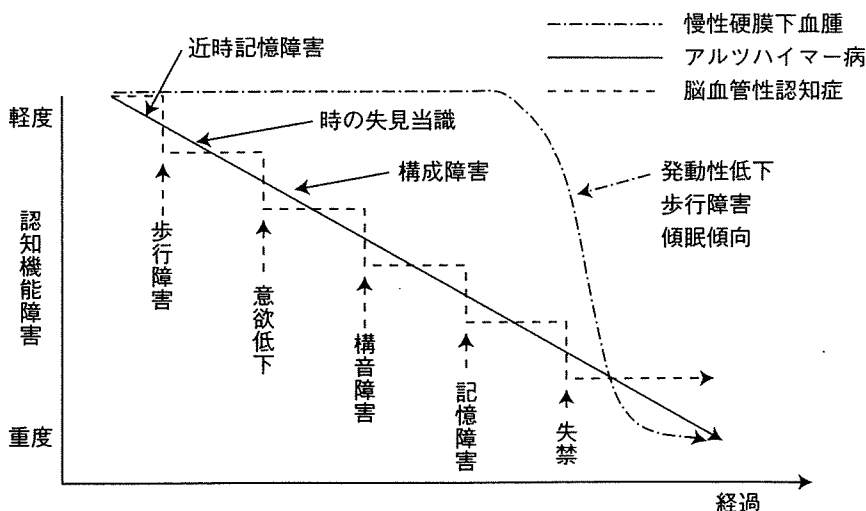 慢性硬膜下血腫
アルツハイマー病
脳血管性認知症
近時記憶障害
時の失見当識
構成障害
発動性低下
歩行障害
傾眠傾向
軽度
認知機能障害
重度
歩行障害
意欲低下
構音障害
記憶障害
失禁
経過